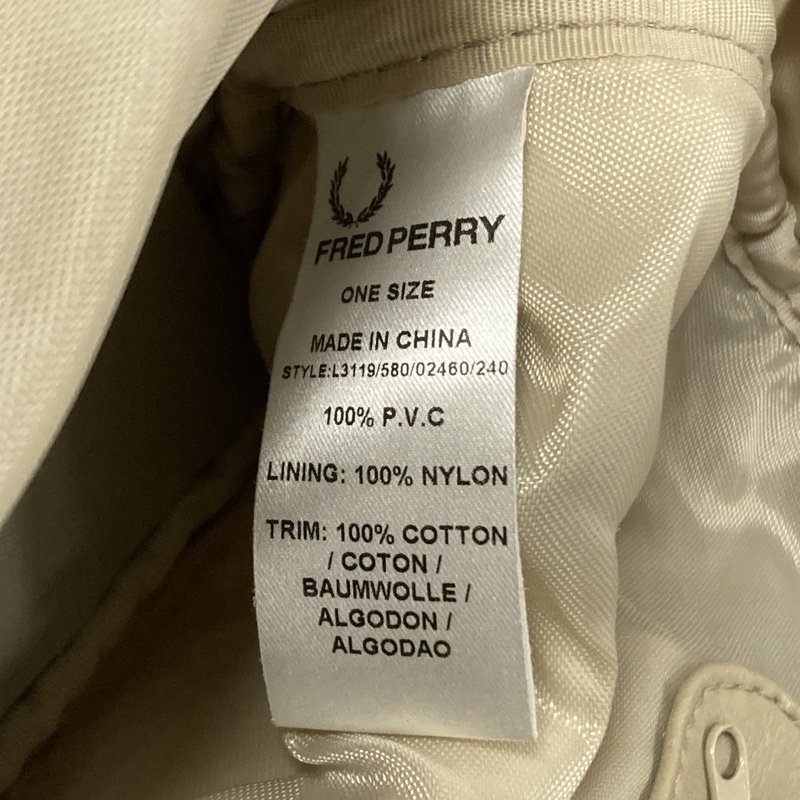 FRED PERRY
ONE SIZE
MADE IN CHINA
STYLE:L3119/580/02460/240
100% P.V.C
LINING: 100% NYLON
TRIM: 100% COTTON
/ COTON /
BAUMWOLLE /
ALGODON /
ALGODAO